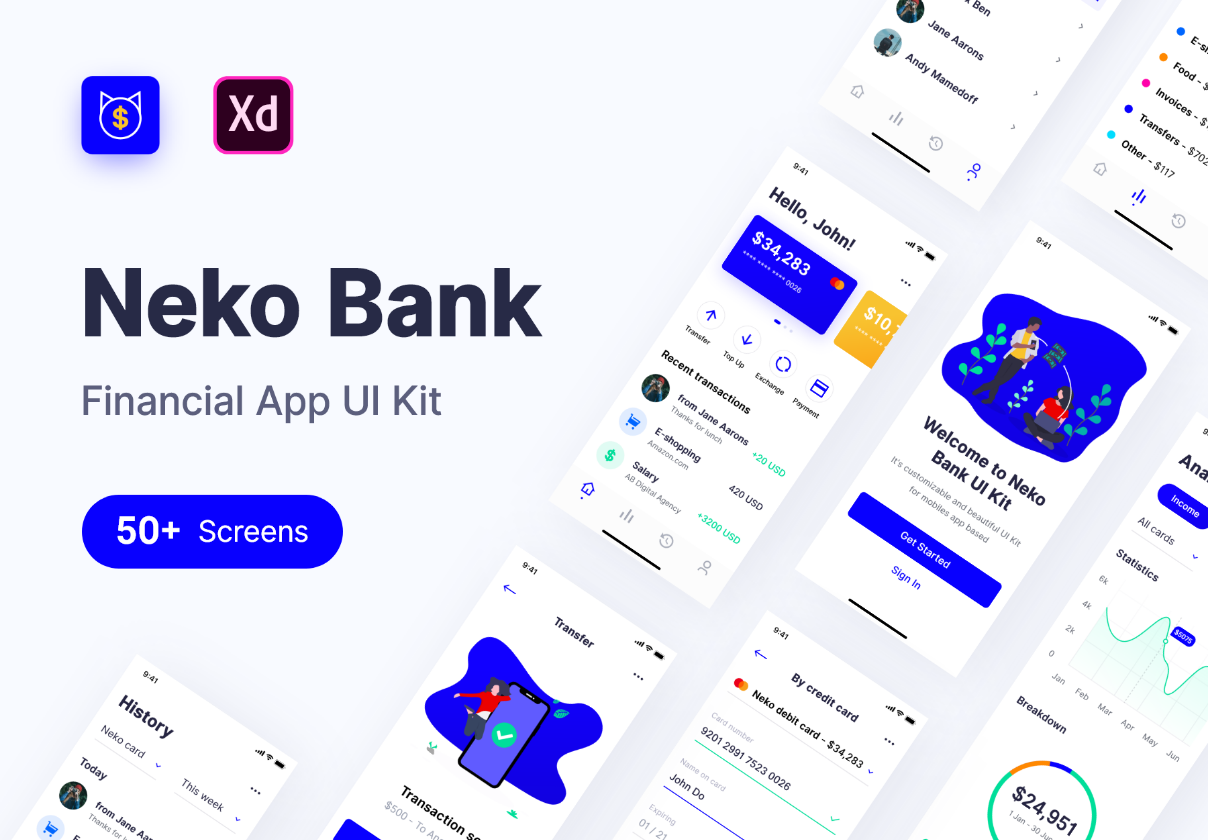 $
Xd
Neko Bank
Financial App UI Kit
50+ Screens
Ben
Jane Aarons
Andy Mamedoff
Food - $
Invoices - $
Transfers - $702
Other - $117
9:41
Hello, John!
$34,283
**** **** **** 0026
$10,
Transfer
Top Up
Exchange
Payment
Recent transactions
from Jane Aarons
Thanks for lunch
+20 USD
E-shopping
Amazon.com
420 USD
Salary
AB Digital Agency
+3200 USD
9:41
Welcome to Neko
Bank UI Kit
It's customizable and beautiful UI Kit
for mobiles app based
Get Started
Sign In
Income
All cards
Statistics
6k
4k
2k
0
$5075
Jan
Feb
Mar
Apr
May
Jun
Breakdown
$24,951
1 Jan - 30 Jun
9:41
Transfer
$500 - To
9:41
By credit card
Neko debit card - $34,283
Card number
9201 2991 7523 0026
Name on card
John Do
Expiring
01 / 21
9:41
History
Neko card
This week
Today
from Jane
Thanks for